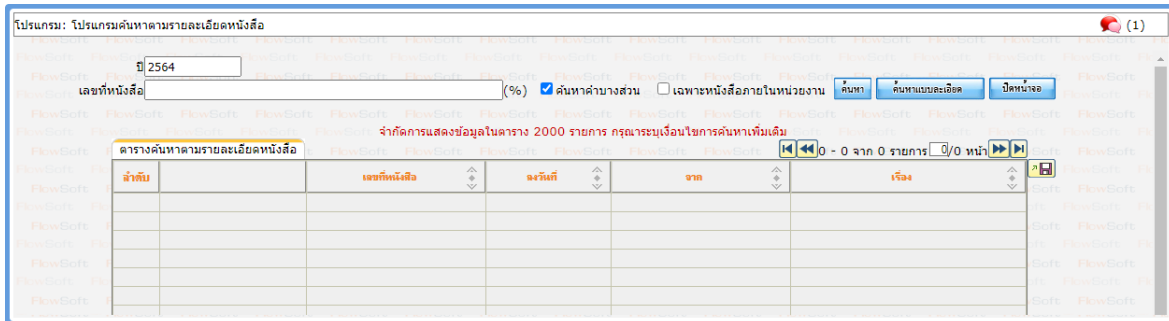 โปรแกรม: โปรแกรมค้นหาตามรายละเอียดหนังสือ (1)
ปี 2564
เลขที่หนังสือ (%) ค้นหาคำบางส่วน เฉพาะหนังสือภายในหน่วยงาน ค้นหา ค้นหาแบบละเอียด ปิดหน้าจอ
จำกัดการแสดงข้อมูลในตาราง 2000 รายการ กรุณาระบุเงื่อนไขการค้นหาเพิ่มเติม
ตารางค้นหาตามรายละเอียดหนังสือ 0 - 0 จาก 0 รายการ 0/0 หน้า
ลำดับ เลขที่หนังสือ ลงวันที่ จาก เรื่อง
FlowSoft